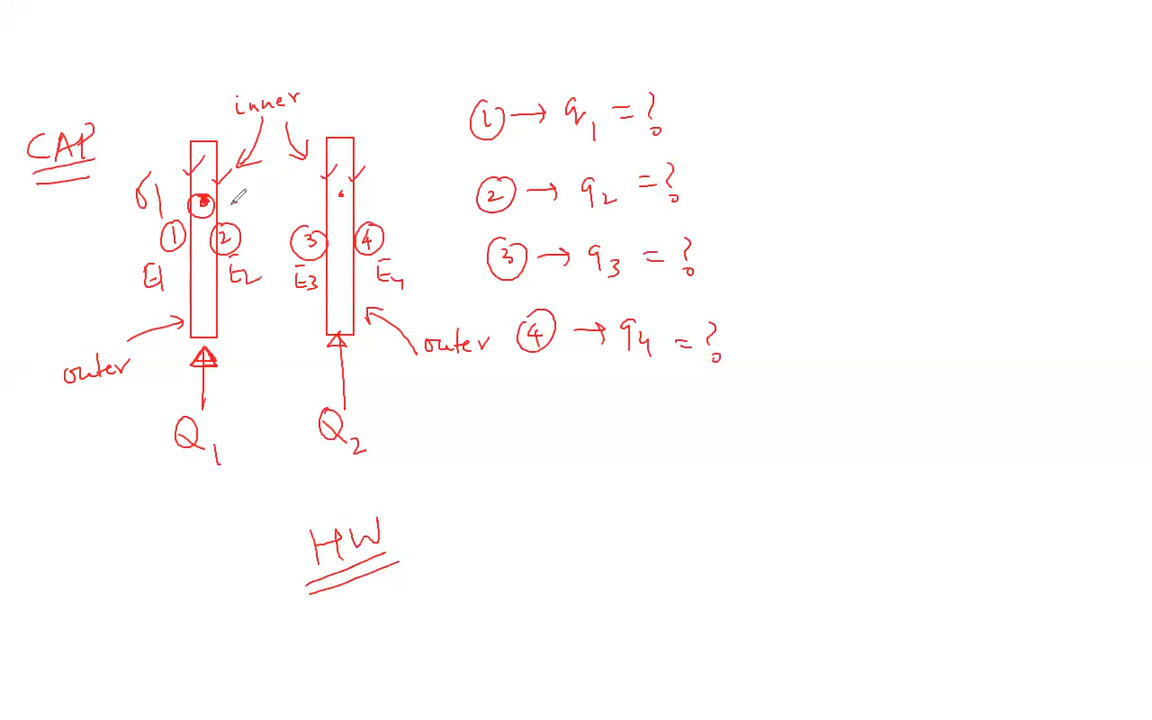 CAP
inner
σ1
① ② ③ ④
E1 E2 E3 E4
outer
outer
Q1 Q2
① → q1 = ?
② → q2 = ?
③ → q3 = ?
④ → q4 = ?
HW